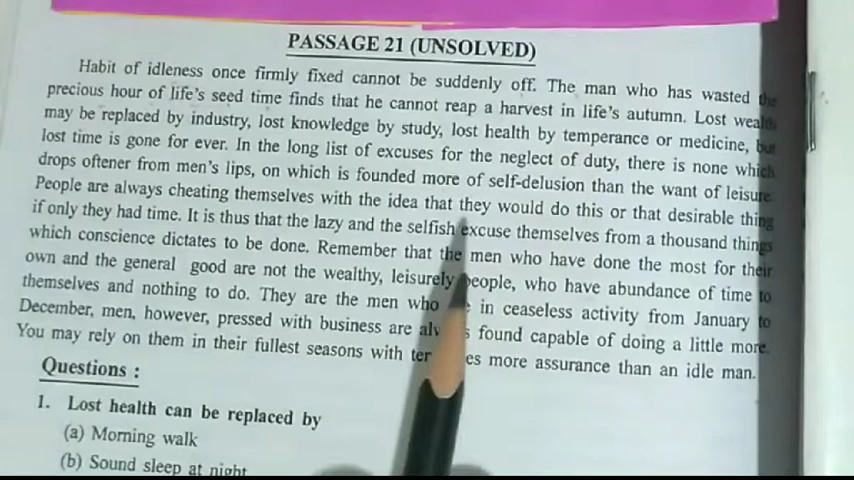 PASSAGE 21 (UNSOLVED)
Habit of idleness once firmly fixed cannot be suddenly off. The man who has wasted the
precious hour of life's seed time finds that he cannot reap a harvest in life's autumn. Lost wealth
may be replaced by industry, lost knowledge by study, lost health by temperance or medicine, but
lost time is gone for ever. In the long list of excuses for the neglect of duty, there is none which
drops oftener from men's lips, on which is founded more of self-delusion than the want of leisure.
People are always cheating themselves with the idea that they would do this or that desirable thing
if only they had time. It is thus that the lazy and the selfish excuse themselves from a thousand things
which conscience dictates to be done. Remember that the men who have done the most for their
own and the general good are not the wealthy, leisurely people, who have abundance of time to
themselves and nothing to do. They are the men who in ceaseless activity from January to
December, men, however, pressed with business are always found capable of doing a little more.
You may rely on them in their fullest seasons with ten times more assurance than an idle man.
Questions :
1. Lost health can be replaced by
(a) Morning walk
(b) Sound sleep at night